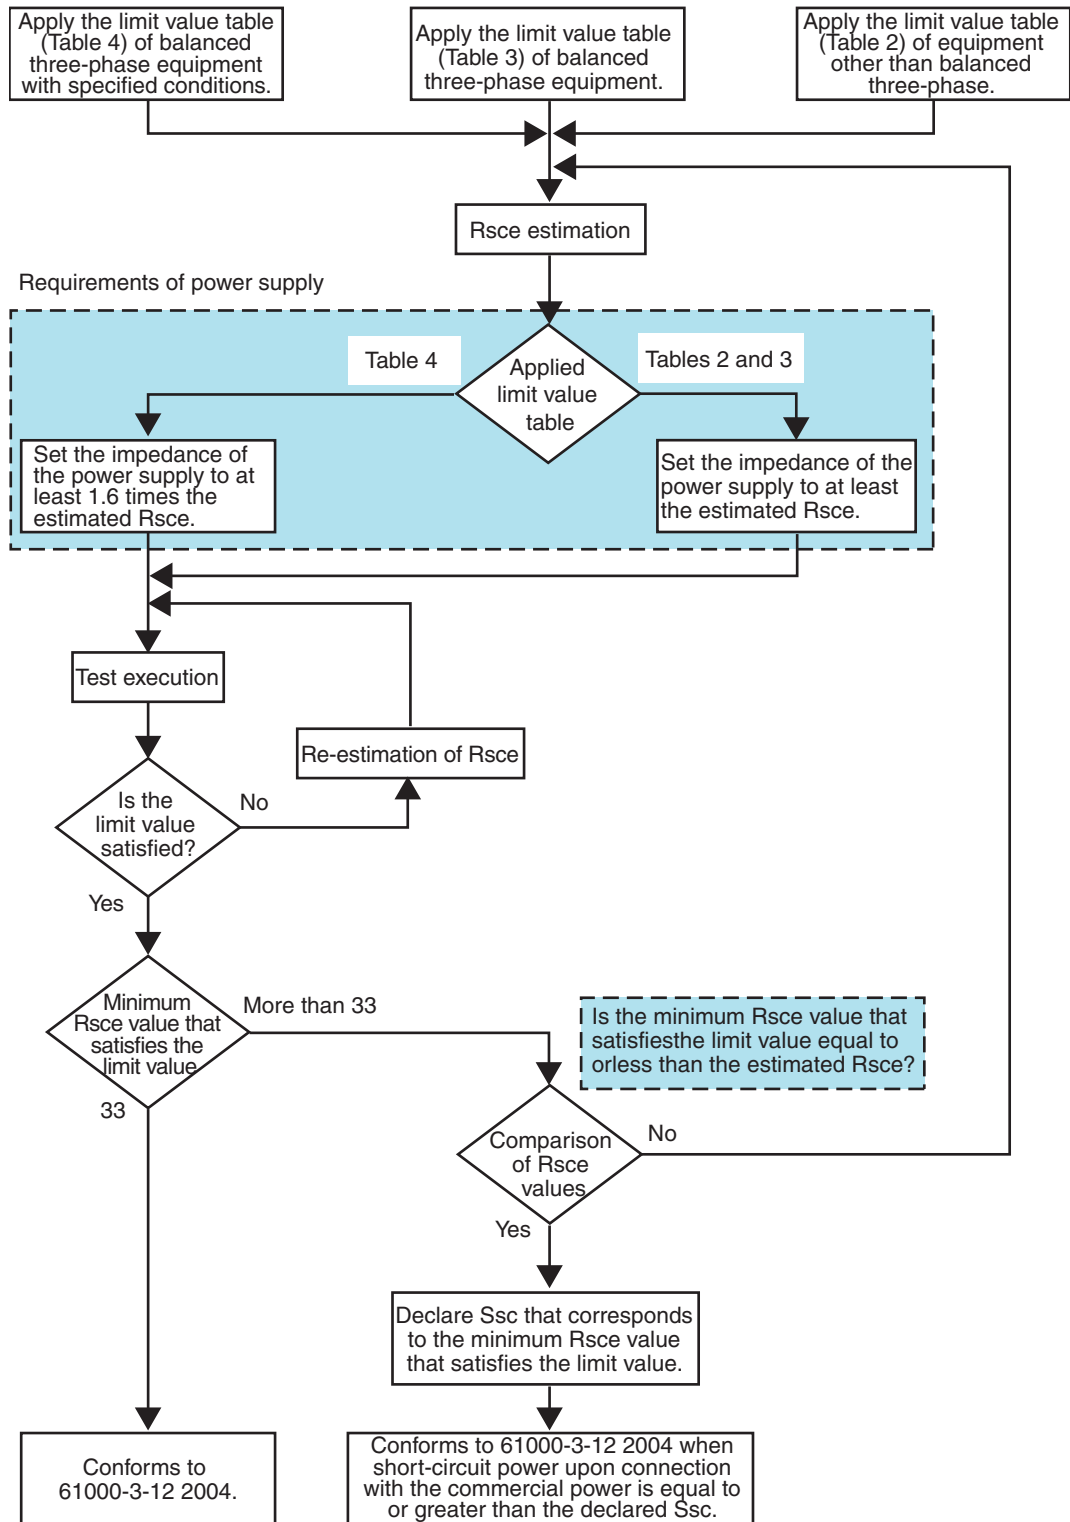 Apply the limit value table
(Table 4) of balanced
three-phase equipment
with specified conditions.
Apply the limit value table
(Table 3) of balanced
three-phase equipment.
Apply the limit value table
(Table 2) of equipment
other than balanced
three-phase.
Rsce estimation
Requirements of power supply
Table 4
Applied
limit value
table
Tables 2 and 3
Set the impedance of
the power supply to at
least 1.6 times the
estimated Rsce.
Set the impedance of the
power supply to at least
the estimated Rsce.
Test execution
Re-estimation of Rsce
Is the
limit value
satisfied?
No
Yes
Minimum
Rsce value that
satisfies the
limit value
More than 33
33
Is the minimum Rsce value that
satisfiesthe limit value equal to
orless than the estimated Rsce?
Comparison
of Rsce
values
No
Yes
Declare Ssc that corresponds
to the minimum Rsce value
that satisfies the limit value.
Conforms to
61000-3-12 2004.
Conforms to 61000-3-12 2004 when
short-circuit power upon connection
with the commercial power is equal to
or greater than the declared Ssc.